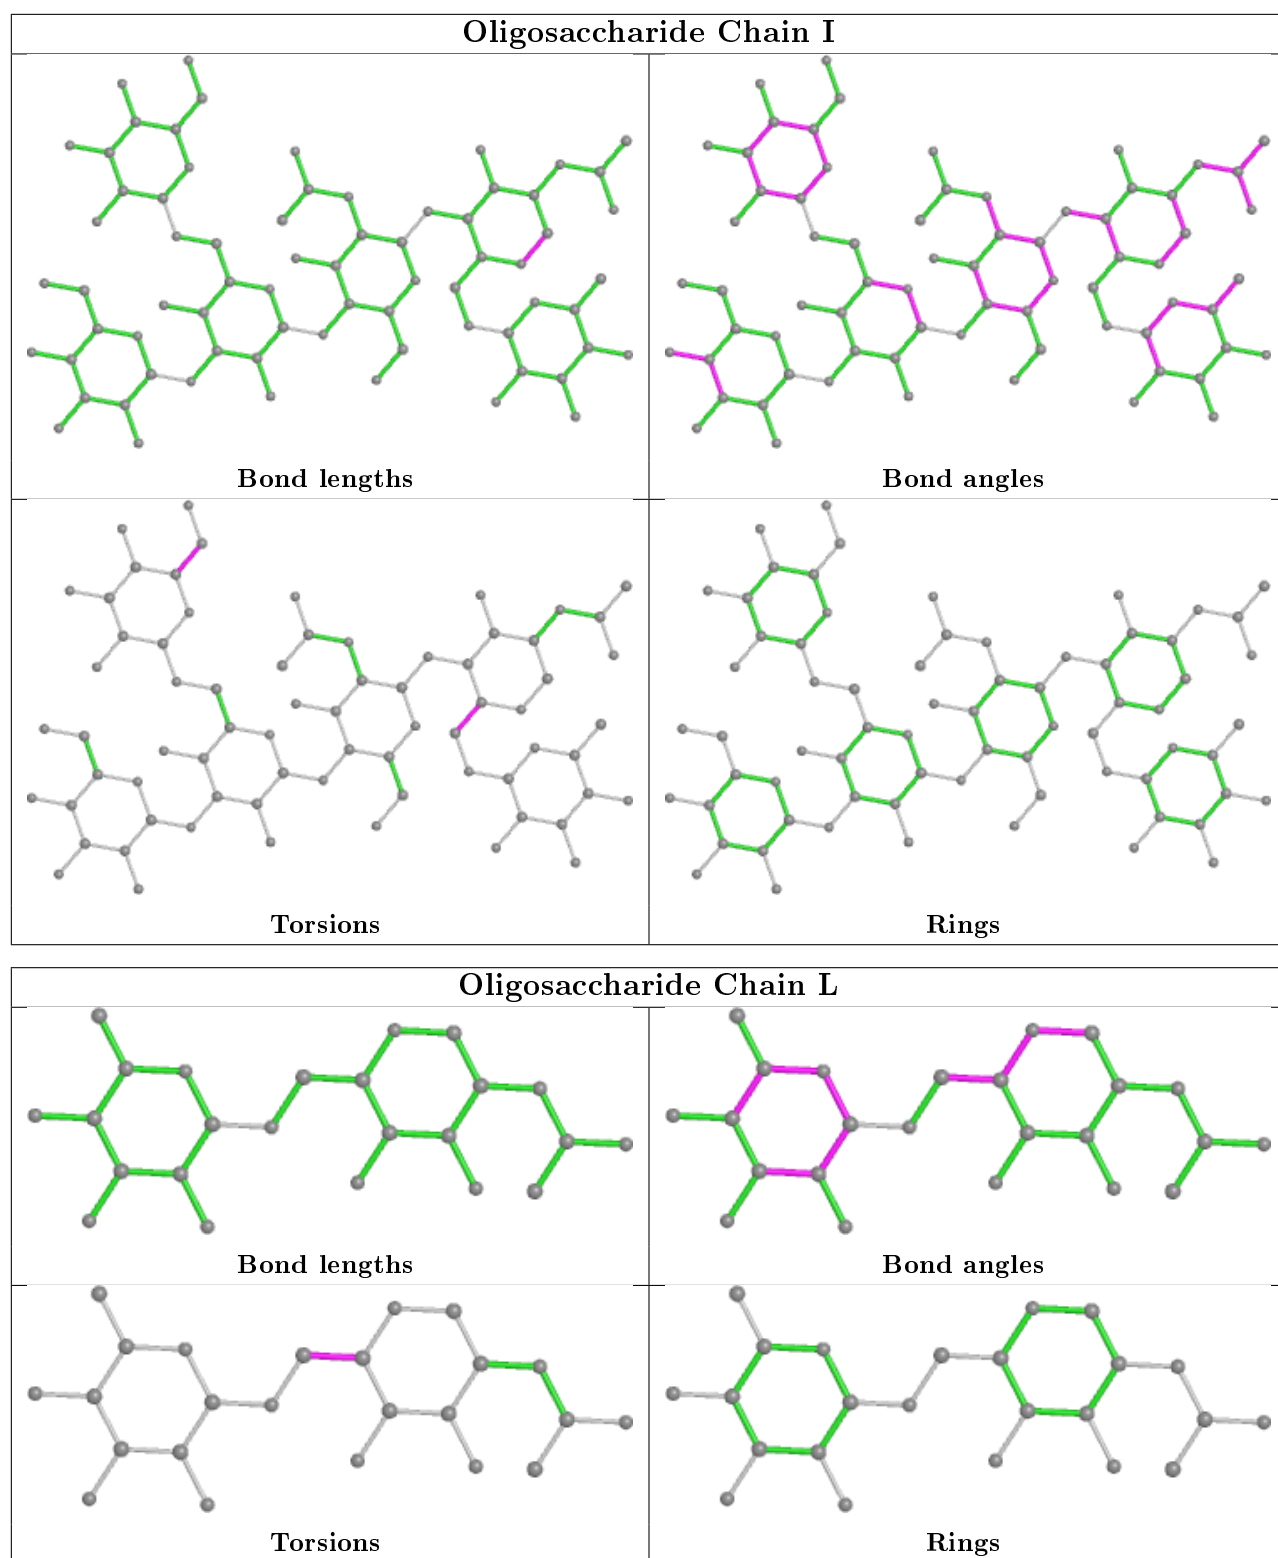 Oligosaccharide Chain I
Bond lengths
Bond angles
Torsions
Rings
Oligosaccharide Chain L
Bond lengths
Bond angles
Torsions
Rings